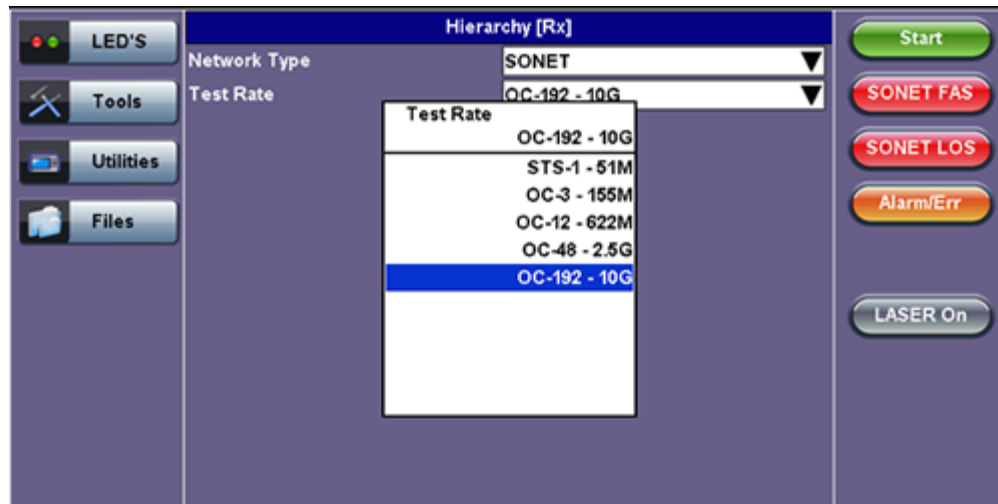 LED'S
Tools
Utilities
Files
Hierarchy [Rx]
Network Type SONET
Test Rate OC-192 - 10G
Test Rate
OC-192 - 10G
STS-1 - 51M
OC-3 - 155M
OC-12 - 622M
OC-48 - 2.5G
OC-192 - 10G
Start
SONET FAS
SONET LOS
Alarm/Err
LASER On